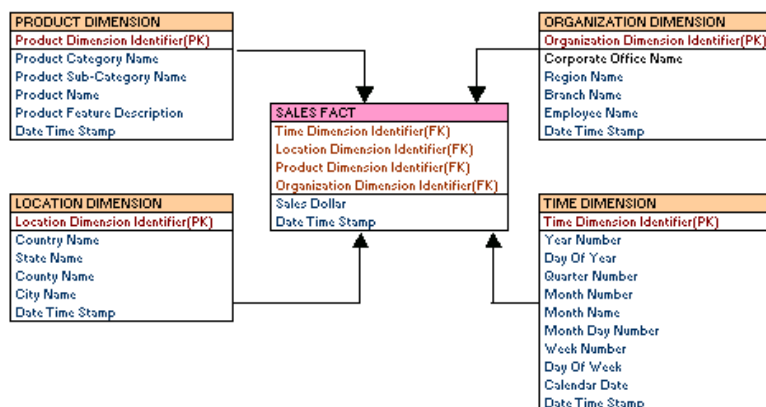 PRODUCT DIMENSION
Product Dimension Identifier(PK)
Product Category Name
Product Sub-Category Name
Product Name
Product Feature Description
Date Time Stamp
ORGANIZATION DIMENSION
Organization Dimension Identifier(PK)
Corporate Office Name
Region Name
Branch Name
Employee Name
Date Time Stamp
SALES FACT
Time Dimension Identifier(FK)
Location Dimension Identifier(FK)
Product Dimension Identifier(FK)
Organization Dimension Identifier(FK)
Sales Dollar
Date Time Stamp
LOCATION DIMENSION
Location Dimension Identifier(PK)
Country Name
State Name
County Name
City Name
Date Time Stamp
TIME DIMENSION
Time Dimension Identifier(PK)
Year Number
Day Of Year
Quarter Number
Month Number
Month Name
Month Day Number
Week Number
Day Of Week
Calendar Date
Date Time Stamp